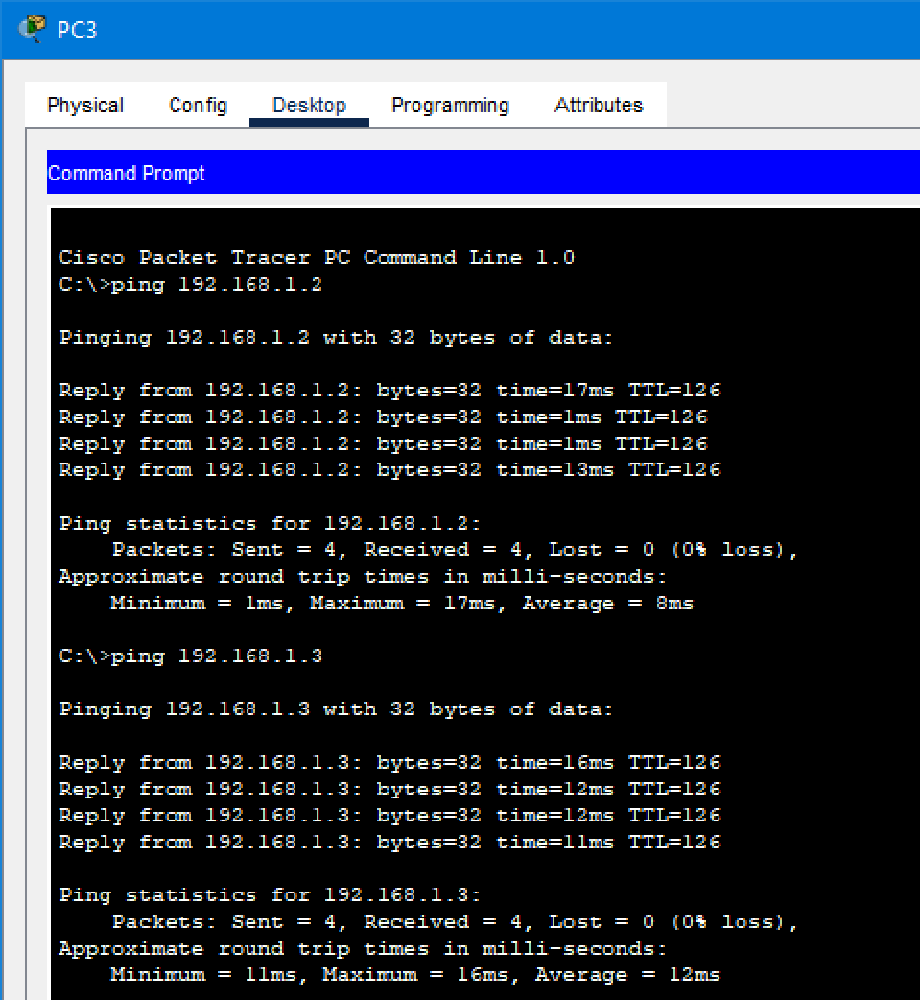 PC3
Physical Config Desktop Programming Attributes
Command Prompt
Cisco Packet Tracer PC Command Line 1.0
C:\>ping 192.168.1.2
Pinging 192.168.1.2 with 32 bytes of data:
Reply from 192.168.1.2: bytes=32 time=17ms TTL=126
Reply from 192.168.1.2: bytes=32 time=1ms TTL=126
Reply from 192.168.1.2: bytes=32 time=1ms TTL=126
Reply from 192.168.1.2: bytes=32 time=13ms TTL=126
Ping statistics for 192.168.1.2:
Packets: Sent = 4, Received = 4, Lost = 0 (0% loss),
Approximate round trip times in milli-seconds:
Minimum = 1ms, Maximum = 17ms, Average = 8ms
C:\>ping 192.168.1.3
Pinging 192.168.1.3 with 32 bytes of data:
Reply from 192.168.1.3: bytes=32 time=16ms TTL=126
Reply from 192.168.1.3: bytes=32 time=12ms TTL=126
Reply from 192.168.1.3: bytes=32 time=12ms TTL=126
Reply from 192.168.1.3: bytes=32 time=11ms TTL=126
Ping statistics for 192.168.1.3:
Packets: Sent = 4, Received = 4, Lost = 0 (0% loss),
Approximate round trip times in milli-seconds:
Minimum = 11ms, Maximum = 16ms, Average = 12ms